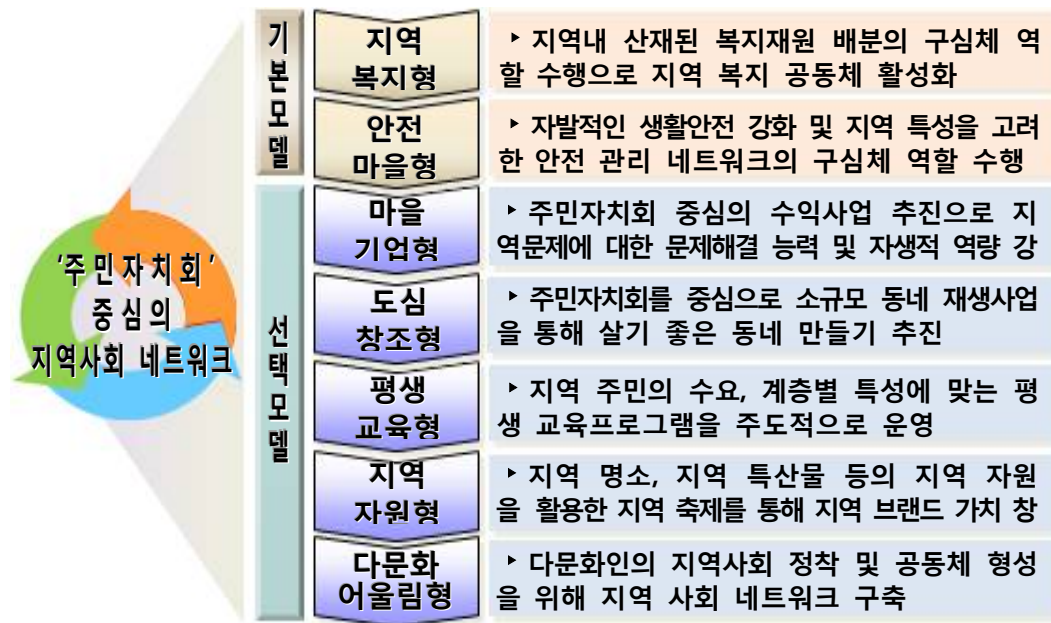 '주민자치회'
중심의
지역사회 네트워크
기본모델
지역
복지형
‣ 지역내 산재된 복지재원 배분의 구심체 역
할 수행으로 지역 복지 공동체 활성화
안전
마을형
‣ 자발적인 생활안전 강화 및 지역 특성을 고려
한 안전 관리 네트워크의 구심체 역할 수행
선택모델
마을
기업형
‣ 주민자치회 중심의 수익사업 추진으로 지
역문제에 대한 문제해결 능력 및 자생적 역량 강
도심
창조형
‣ 주민자치회를 중심으로 소규모 동네 재생사업
을 통해 살기 좋은 동네 만들기 추진
평생
교육형
‣ 지역 주민의 수요, 계층별 특성에 맞는 평
생 교육프로그램을 주도적으로 운영
지역
자원형
‣ 지역 명소, 지역 특산물 등의 지역 자원
을 활용한 지역 축제를 통해 지역 브랜드 가치 창
다문화
어울림형
‣ 다문화인의 지역사회 정착 및 공동체 형성
을 위해 지역 사회 네트워크 구축